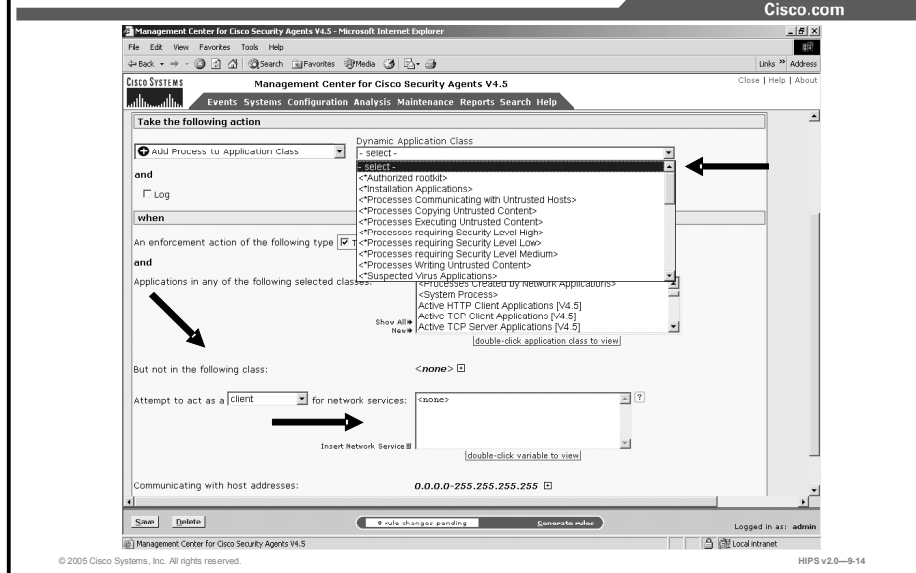 Cisco.com
Management Center for Cisco Security Agents V4.5 - Microsoft Internet Explorer
File Edit View Favorites Tools Help
Back Search Favorites Media Links » Address
CISCO SYSTEMS
Management Center for Cisco Security Agents V4.5
Close | Help | About
Events Systems Configuration Analysis Maintenance Reports Search Help
Take the following action
Dynamic Application Class
Add Process to Application Class
- select -
- select -
<*Authorized rootkit>
<*Installation Applications>
<*Processes Communicating with Untrusted Hosts>
<*Processes Copying Untrusted Content>
<*Processes Executing Untrusted Content>
<*Processes requiring Security Level High>
<*Processes requiring Security Level Low>
<*Processes requiring Security Level Medium>
<*Processes Writing Untrusted Content>
<*Suspected Virus Applications>
and
Log
when
An enforcement action of the following type
and
Applications in any of the following selected classes:
<Processes Created by Network Applications>
<System Process>
Active HTTP Client Applications [V4.5]
Active TCP Client Applications [V4.5]
Active TCP Server Applications [V4.5]
Show All
New
double-click application class to view
But not in the following class:
<none>
Attempt to act as a client for network services:
<none>
?
Insert Network Service
double-click variable to view
Communicating with host addresses:
0.0.0.0-255.255.255.255
Save Delete
rule changes pending
Generate rules
Logged in as: admin
Management Center for Cisco Security Agents V4.5
Local intranet
© 2005 Cisco Systems, Inc. All rights reserved.
HIPS v2.0—9-14